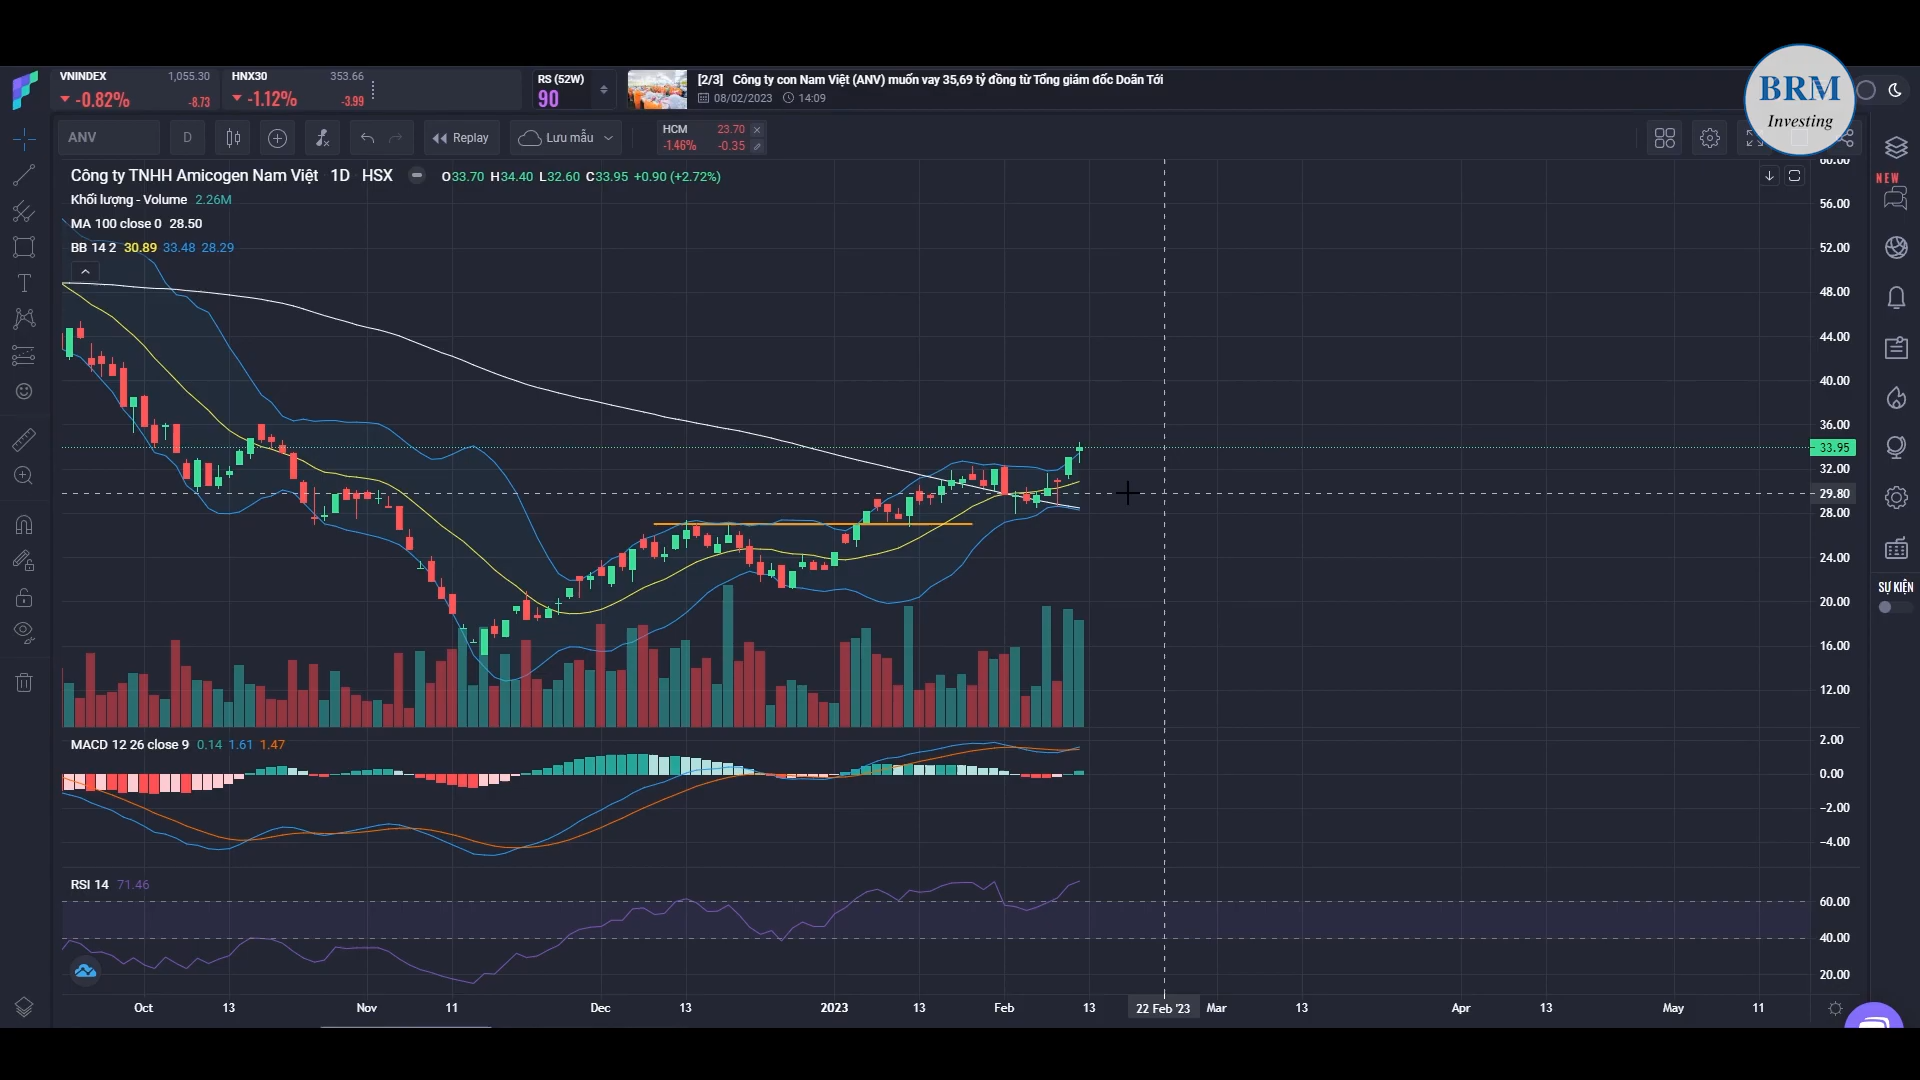 VNINDEX 1,055.30
-0.82% -8.73
HNX30 353.66
-1.12% -3.99
RS (52W)
90
[2/3] Công ty con Nam Việt (ANV) muốn vay 35,69 tỷ đồng từ Tổng giám đốc Doãn Tới
08/02/2023 14:09
BRM
Investing
ANV D Replay Lưu mẫu
HCM 23.70
-1.46% -0.35
Công ty TNHH Amicogen Nam Việt 1D HSX O33.70 H34.40 L32.60 C33.95 +0.90 (+2.72%)
Khối lượng - Volume 2.26M
MA 100 close 0 28.50
BB 14 2 30.89 33.48 28.29
60.00
56.00
52.00
48.00
44.00
40.00
36.00
33.95
32.00
29.80
28.00
24.00
20.00
16.00
12.00
NEW
SỰ KIỆN
MACD 12 26 close 9 0.14 1.61 1.47
2.00
0.00
−2.00
−4.00
RSI 14 71.46
60.00
40.00
20.00
Oct 13 Nov 11 Dec 13 2023 13 Feb 13 22 Feb '23 Mar 13 Apr 13 May 11